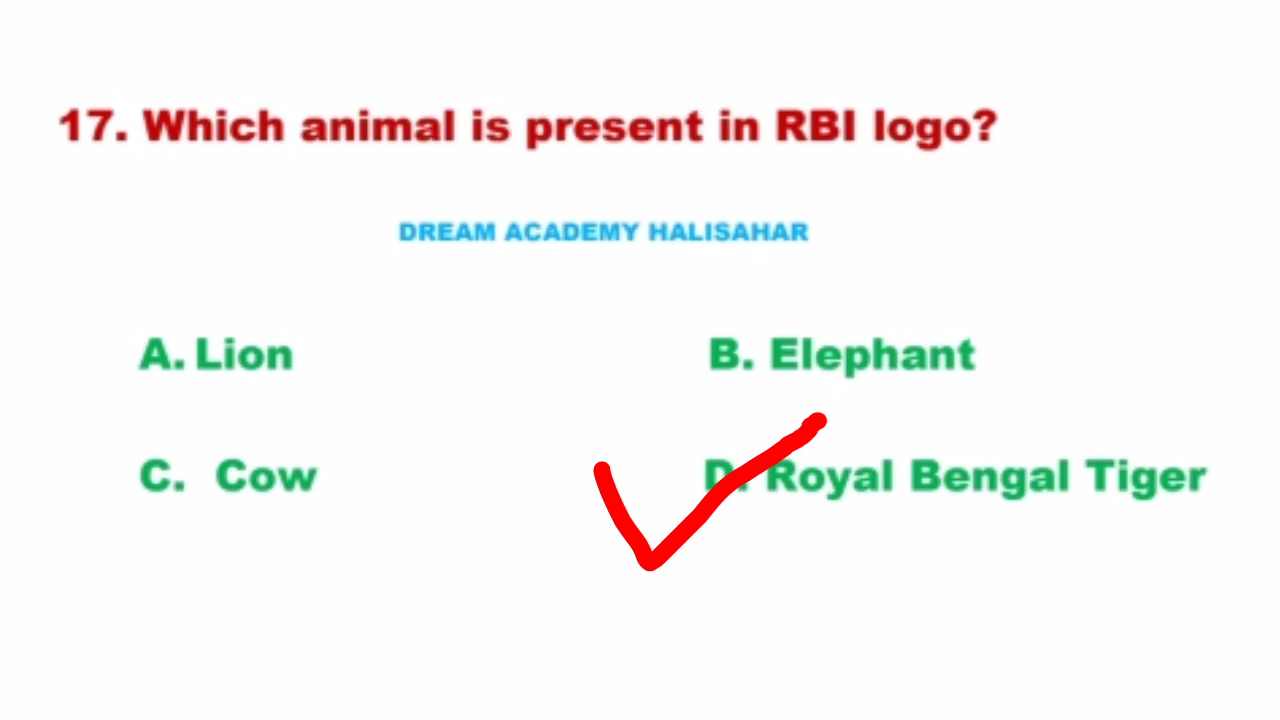 17. Which animal is present in RBI logo?
DREAM ACADEMY HALISAHAR
A. Lion
B. Elephant
C. Cow
D. Royal Bengal Tiger